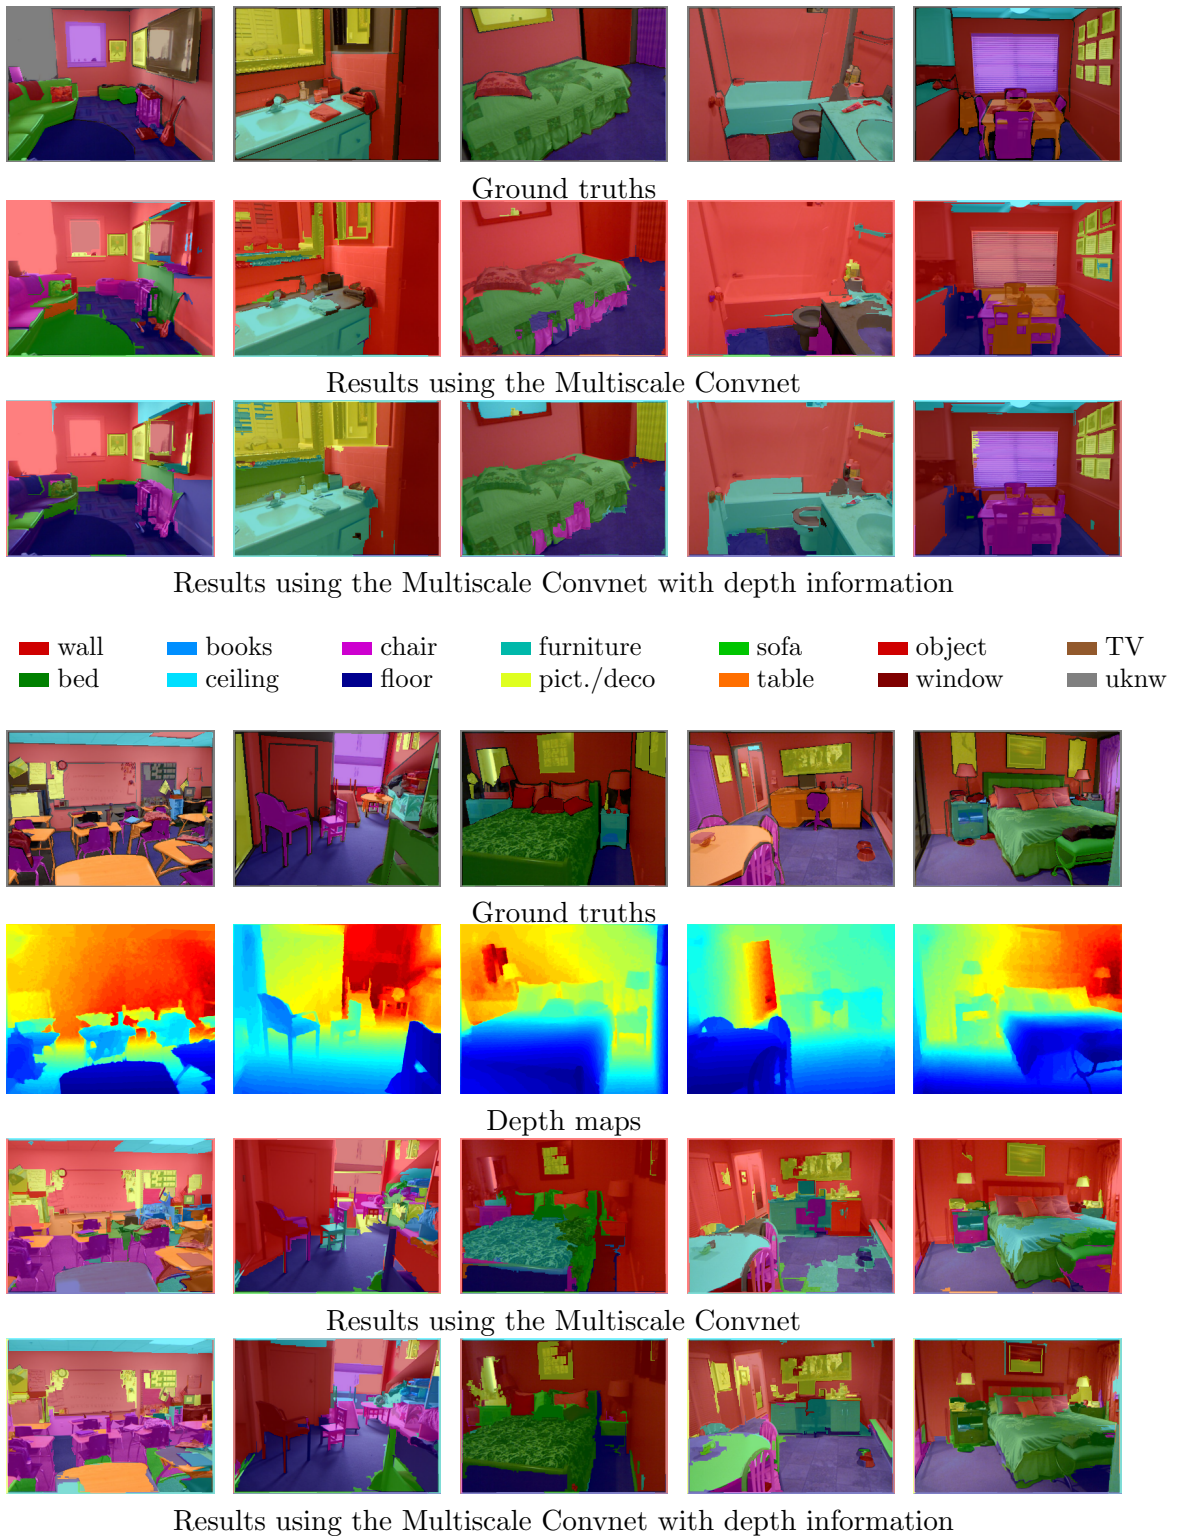 Ground truths
Results using the Multiscale Convnet
Results using the Multiscale Convnet with depth information
wall books chair furniture sofa object TV
bed ceiling floor pict./deco table window uknw
Ground truths
Depth maps
Results using the Multiscale Convnet
Results using the Multiscale Convnet with depth information